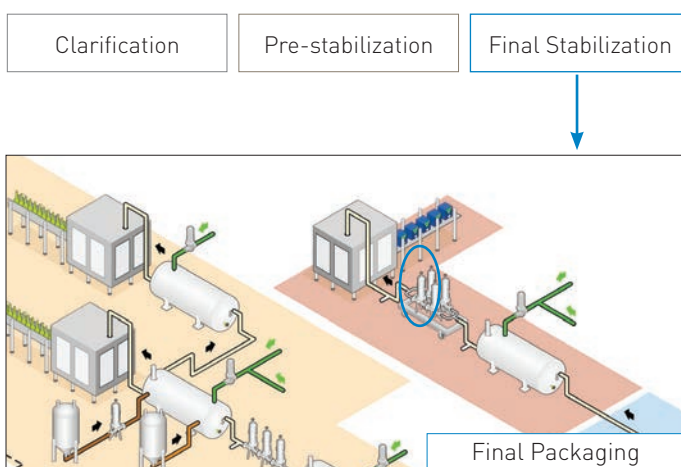 Clarification
Pre-stabilization
Final Stabilization
Final Packaging